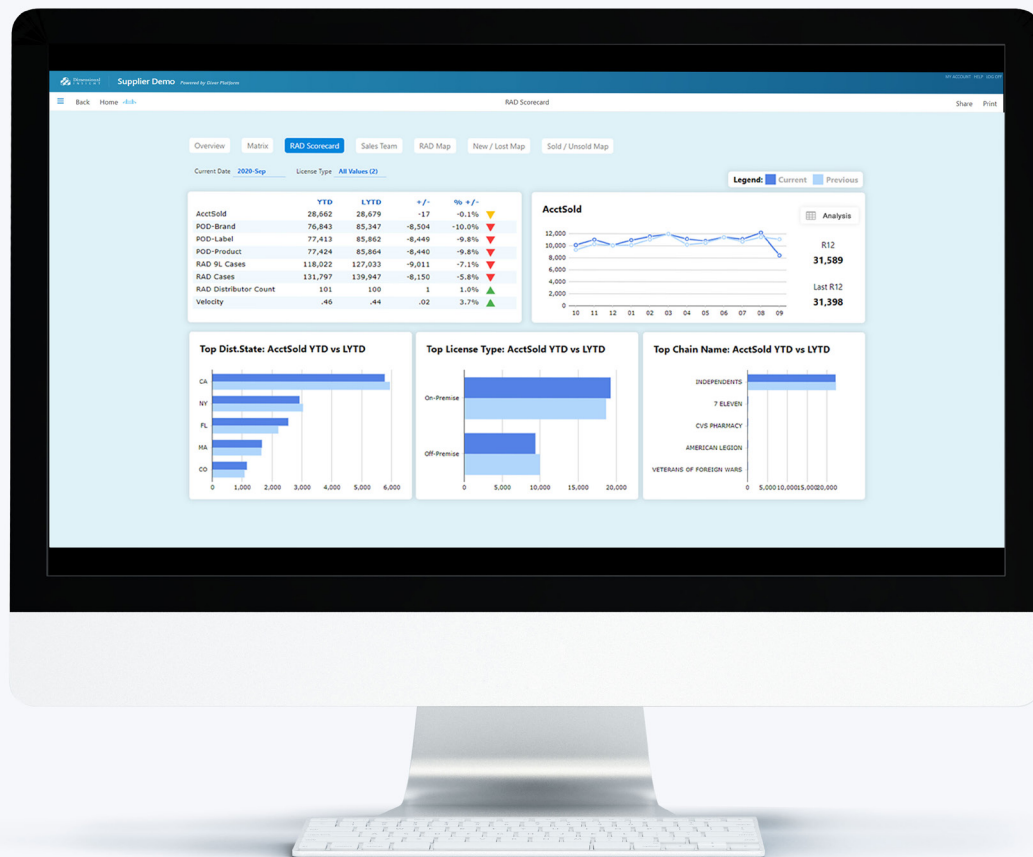 Dimensional Insight
Supplier Demo Powered by Diver Platform
MY ACCOUNT HELP LOG OFF
Back Home RAD Scorecard Share Print
Overview Matrix RAD Scorecard Sales Team RAD Map New / Lost Map Sold / Unsold Map
Current Date 2020-Sep License Type All Values (2)
Legend: Current Previous
YTD LYTD +/- % +/-
AcctSold 28,662 28,679 -17 -0.1%
POD-Brand 76,843 85,347 -8,504 -10.0%
POD-Label 77,413 85,862 -8,449 -9.8%
POD-Product 77,424 85,864 -8,440 -9.8%
RAD 9L Cases 118,022 127,033 -9,011 -7.1%
RAD Cases 131,797 139,947 -8,150 -5.8%
RAD Distributor Count 101 100 1 1.0%
Velocity .46 .44 .02 3.7%
AcctSold
Analysis
12,000
10,000
8,000
6,000
4,000
2,000
0
10 11 12 01 02 03 04 05 06 07 08 09
R12
31,589
Last R12
31,398
Top Dist.State: AcctSold YTD vs LYTD
CA
NY
FL
MA
CO
0 1,000 2,000 3,000 4,000 5,000 6,000
Top License Type: AcctSold YTD vs LYTD
On-Premise
Off-Premise
0 5,000 10,000 15,000 20,000
Top Chain Name: AcctSold YTD vs LYTD
INDEPENDENTS
7 ELEVEN
CVS PHARMACY
AMERICAN LEGION
VETERANS OF FOREIGN WARS
0 5,000 10,000 15,000 20,000